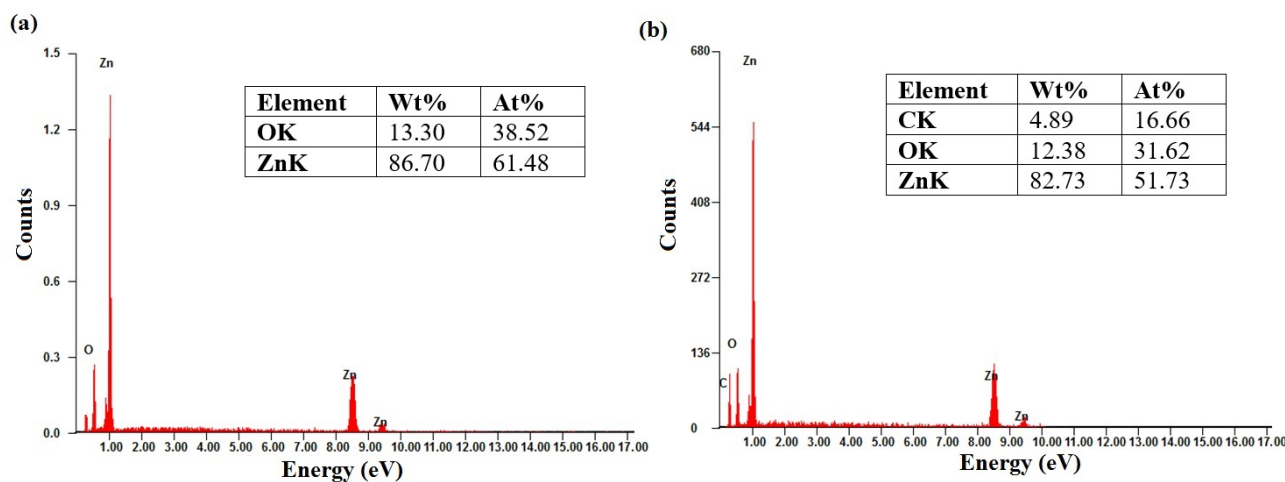 (a)
1.5
1.2
0.9
0.6
0.3
0.0
Counts
Zn
O
Zn
Zn
Element Wt% At%
OK 13.30 38.52
ZnK 86.70 61.48
1.00 2.00 3.00 4.00 5.00 6.00 7.00 8.00 9.00 10.00 11.00 12.00 13.00 14.00 15.00 16.00 17.00
Energy (eV)
(b)
680
544
408
272
136
0
Counts
Zn
O
C
Zn
Zn
Element Wt% At%
CK 4.89 16.66
OK 12.38 31.62
ZnK 82.73 51.73
1.00 2.00 3.00 4.00 5.00 6.00 7.00 8.00 9.00 10.00 11.00 12.00 13.00 14.00 15.00 16.00 17.00
Energy (eV)